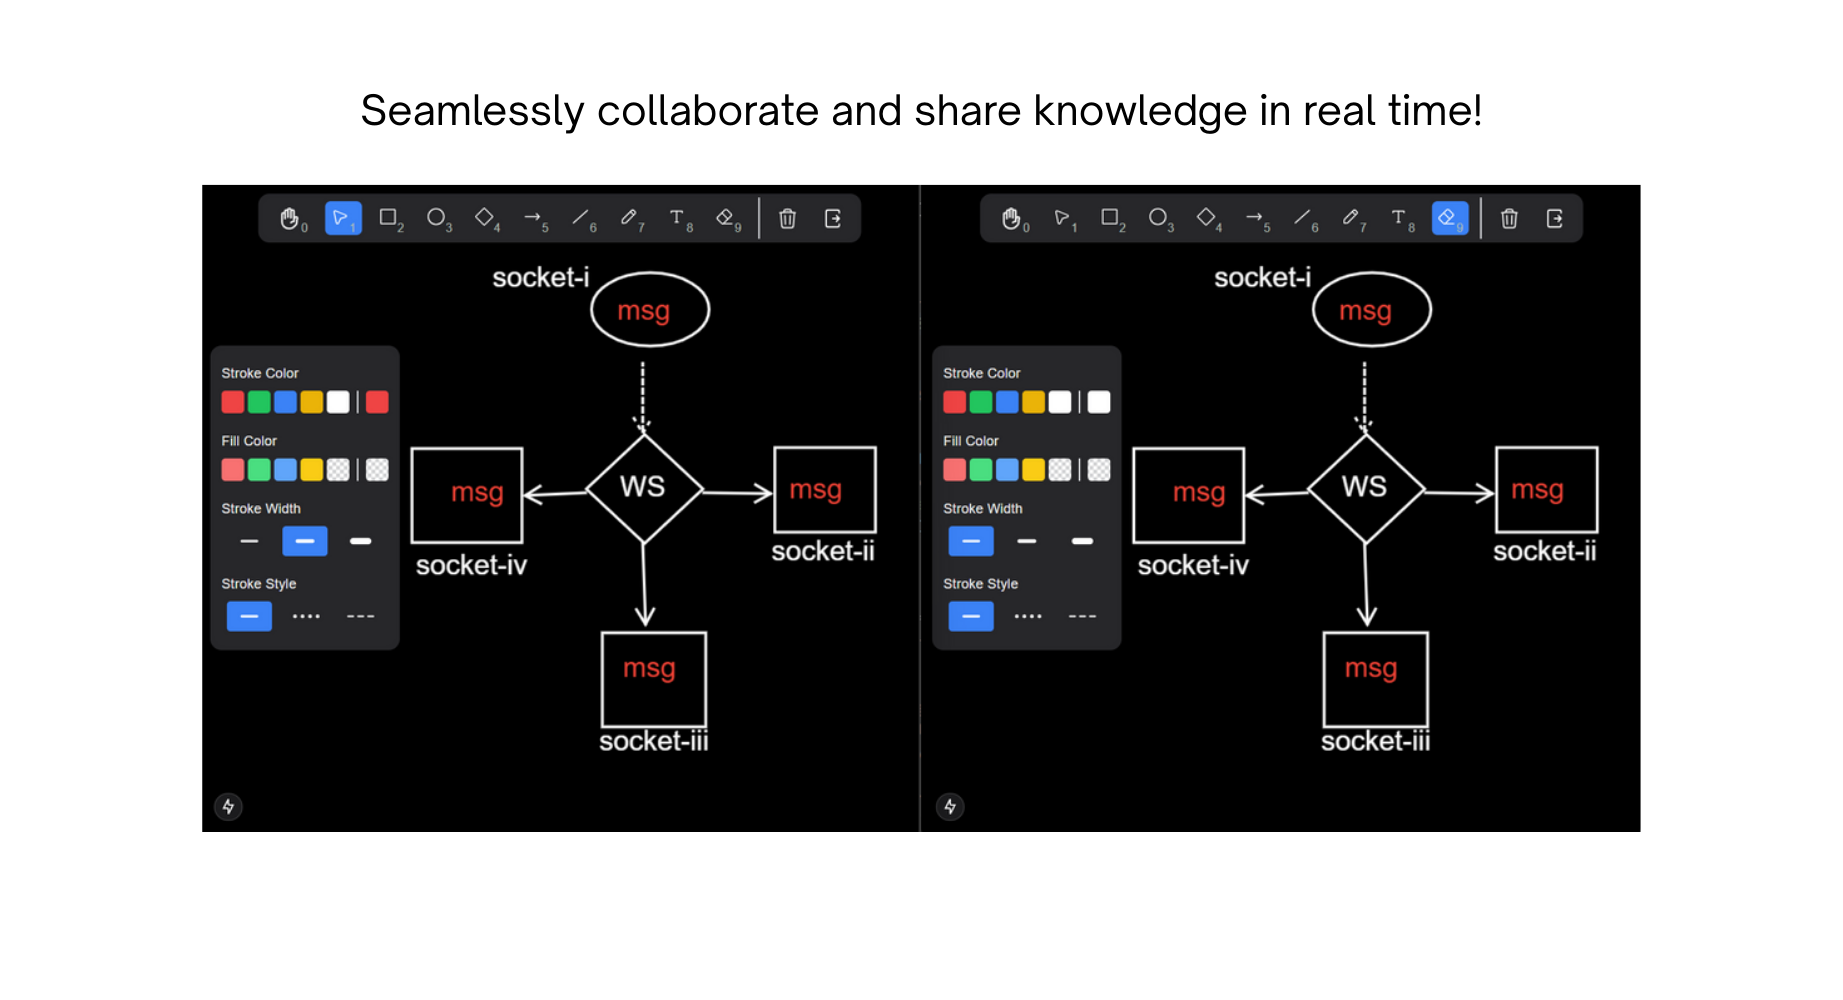 Seamlessly collaborate and share knowledge in real time!
0 1 2 3 4 5 6 7 T 8 9
socket-i
msg
Stroke Color
Fill Color
Stroke Width
Stroke Style
WS
msg
msg
socket-iv
socket-ii
msg
socket-iii
0 1 2 3 4 5 6 7 T 8 9
socket-i
msg
Stroke Color
Fill Color
Stroke Width
Stroke Style
WS
msg
msg
socket-iv
socket-ii
msg
socket-iii